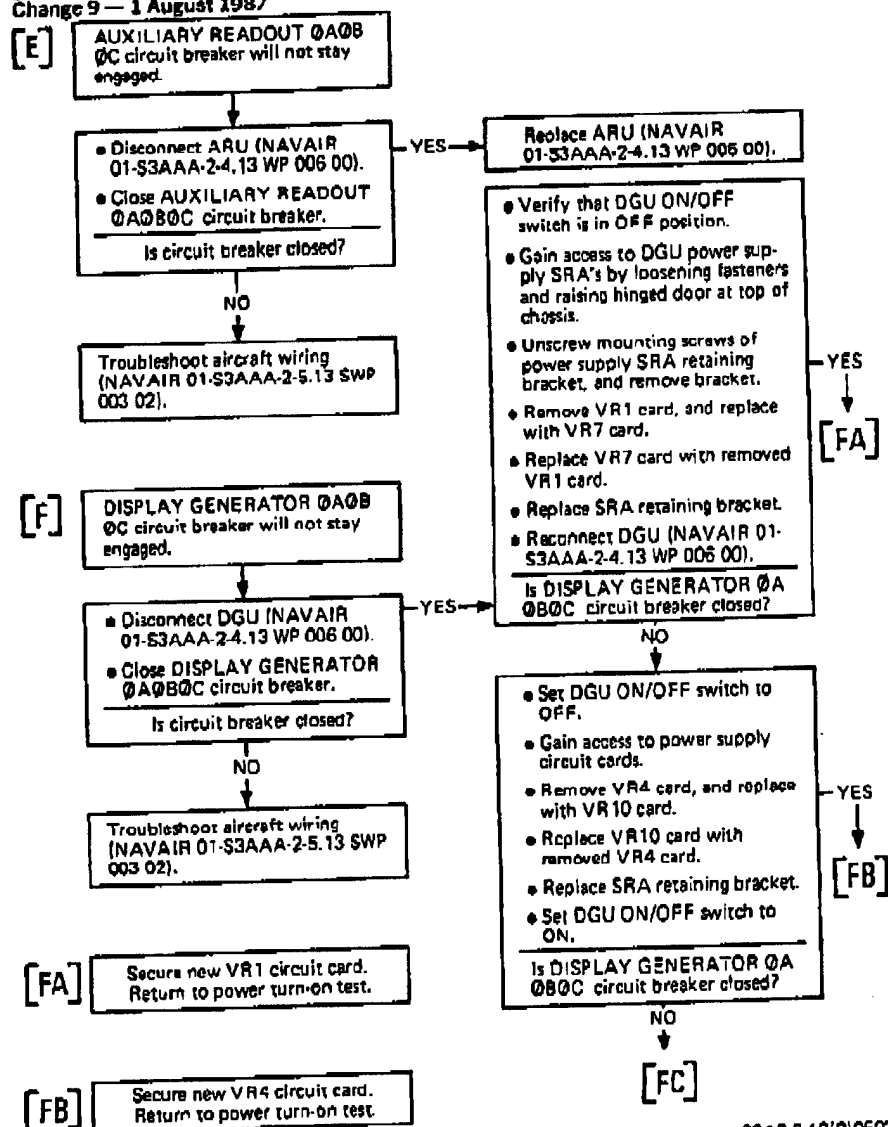 Change 9 — 1 August 1987
[E]
AUXILIARY READOUT ØAØB
ØC circuit breaker will not stay
engaged.
• Disconnect ARU (NAVAIR
01-S3AAA-2-4.13 WP 006 00).
• Close AUXILIARY READOUT
ØAØBØC circuit breaker.
Is circuit breaker closed?
YES
Replace ARU (NAVAIR
01-S3AAA-2-4.13 WP 006 00).
NO
Troubleshoot aircraft wiring
(NAVAIR 01-S3AAA-2-5.13 SWP
003 02).
[F]
DISPLAY GENERATOR ØAØB
ØC circuit breaker will not stay
engaged.
• Disconnect DGU (NAVAIR
01-S3AAA-2-4.13 WP 006 00).
• Close DISPLAY GENERATOR
ØAØBØC circuit breaker.
Is circuit breaker closed?
YES
NO
Troubleshoot aircraft wiring
(NAVAIR 01-S3AAA-2-5.13 SWP
003 02).
• Verify that DGU ON/OFF
switch is in OFF position.
• Gain access to DGU power sup-
ply SRA's by loosening fasteners
and raising hinged door at top of
chassis.
• Unscrew mounting screws of
power supply SRA retaining
bracket, and remove bracket.
• Remove VR1 card, and replace
with VR7 card.
• Replace VR7 card with removed
VR1 card.
• Replace SRA retaining bracket.
• Reconnect DGU (NAVAIR 01-
S3AAA-2-4.13 WP 006 00).
Is DISPLAY GENERATOR ØA
ØBØC circuit breaker closed?
YES
[FA]
NO
• Set DGU ON/OFF switch to
OFF.
• Gain access to power supply
circuit cards.
• Remove VR4 card, and replace
with VR10 card.
• Replace VR10 card with
removed VR4 card.
• Replace SRA retaining bracket.
• Set DGU ON/OFF switch to
ON.
Is DISPLAY GENERATOR ØA
ØBØC circuit breaker closed?
YES
[FB]
NO
[FC]
[FA]
Secure new VR1 circuit card.
Return to power turn-on test.
[FB]
Secure new VR4 circuit card.
Return to power turn-on test.